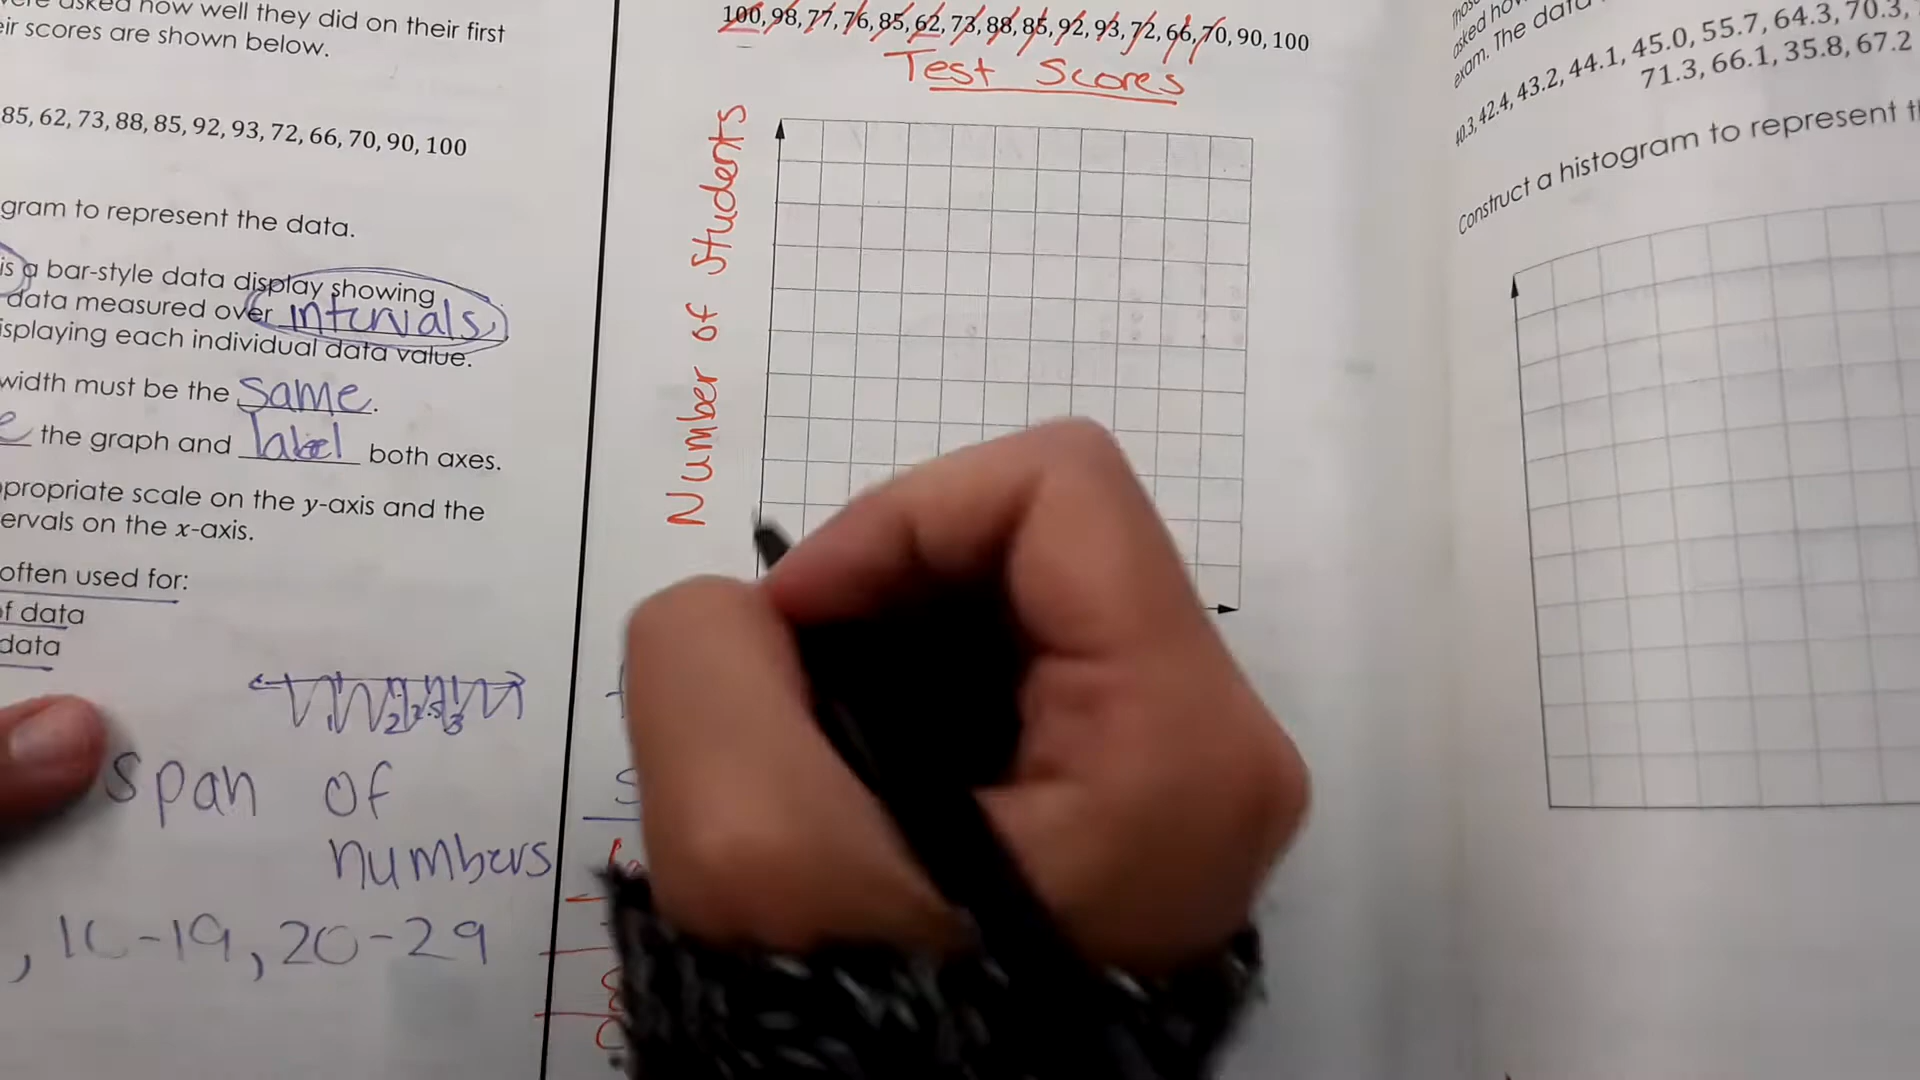 asked how well they did on their first
scores are shown below.
85, 62, 73, 88, 85, 92, 93, 72, 66, 70, 90, 100
gram to represent the data.
is a bar-style data display showing
data measured over intervals
isplaying each individual data value.
width must be the same.
the graph and label both axes.
propriate scale on the y-axis and the
ervals on the x-axis.
often used for:
f data
data
1 2 2.5 3
span of
numbers
, 10-19, 20-29
100, 98, 77, 76, 85, 62, 73, 88, 85, 92, 93, 72, 66, 70, 90, 100
Test Scores
Number of Students
asked how
exam. The data
40.3, 42.4, 43.2, 44.1, 45.0, 55.7, 64.3, 70.3,
71.3, 66.1, 35.8, 67.2
Construct a histogram to represent th